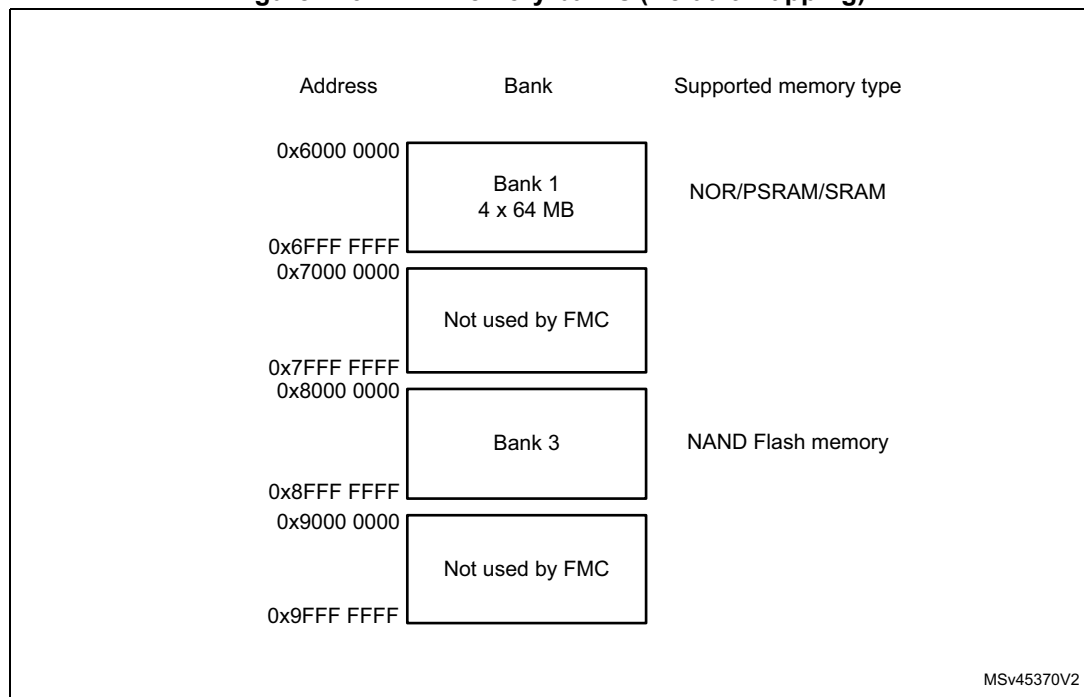 Address Bank Supported memory type
0x6000 0000
Bank 1
4 x 64 MB
NOR/PSRAM/SRAM
0x6FFF FFFF
0x7000 0000
Not used by FMC
0x7FFF FFFF
0x8000 0000
Bank 3
NAND Flash memory
0x8FFF FFFF
0x9000 0000
Not used by FMC
0x9FFF FFFF
MSv45370V2